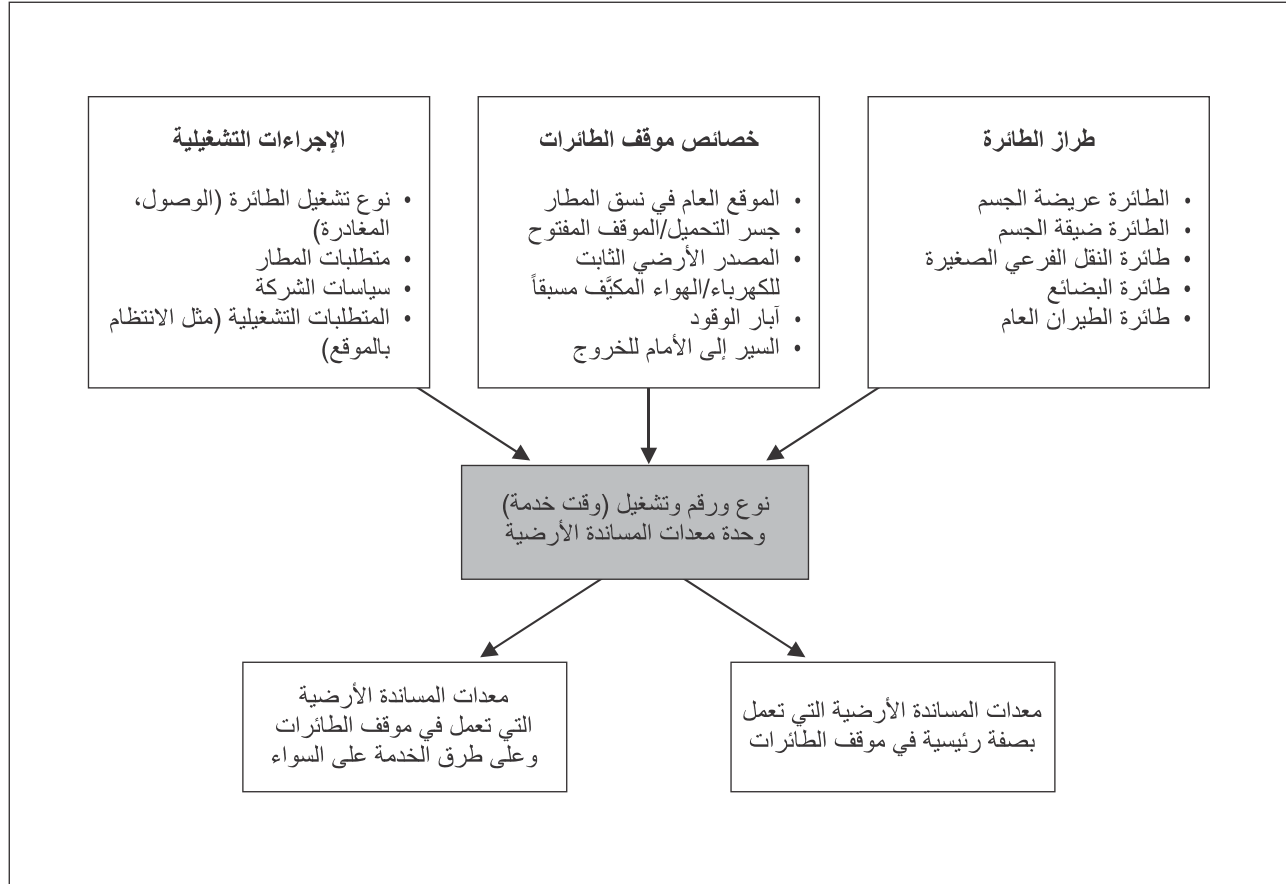 طراز الطائرة
• الطائرة عريضة الجسم
• الطائرة ضيقة الجسم
• طائرة النقل الفرعي الصغيرة
• طائرة البضائع
• طائرة الطيران العام
خصائص موقف الطائرات
• الموقع العام في نسق المطار
• جسر التحميل/الموقف المفتوح
• المصدر الأرضي الثابت
للكهرباء/الهواء المكيَّف مسبقاً
• آبار الوقود
• السير إلى الأمام للخروج
الإجراءات التشغيلية
• نوع تشغيل الطائرة (الوصول،
المغادرة)
• متطلبات المطار
• سياسات الشركة
• المتطلبات التشغيلية (مثل الانتظام
بالموقع)
نوع ورقم وتشغيل (وقت خدمة)
وحدة معدات المساندة الأرضية
معدات المساندة الأرضية التي تعمل
بصفة رئيسية في موقف الطائرات
معدات المساندة الأرضية
التي تعمل في موقف الطائرات
وعلى طرق الخدمة على السواء